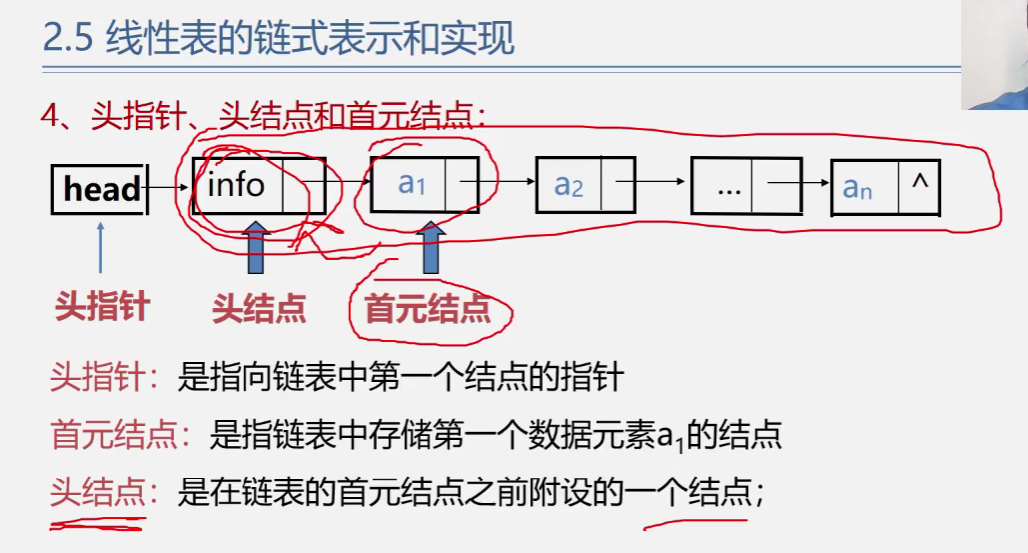 2.5 线性表的链式表示和实现
4、头指针、头结点和首元结点：
head info a1 a2 ... an ^
头指针 头结点 首元结点
头指针：是指向链表中第一个结点的指针
首元结点：是指链表中存储第一个数据元素a1的结点
头结点：是在链表的首元结点之前附设的一个结点；